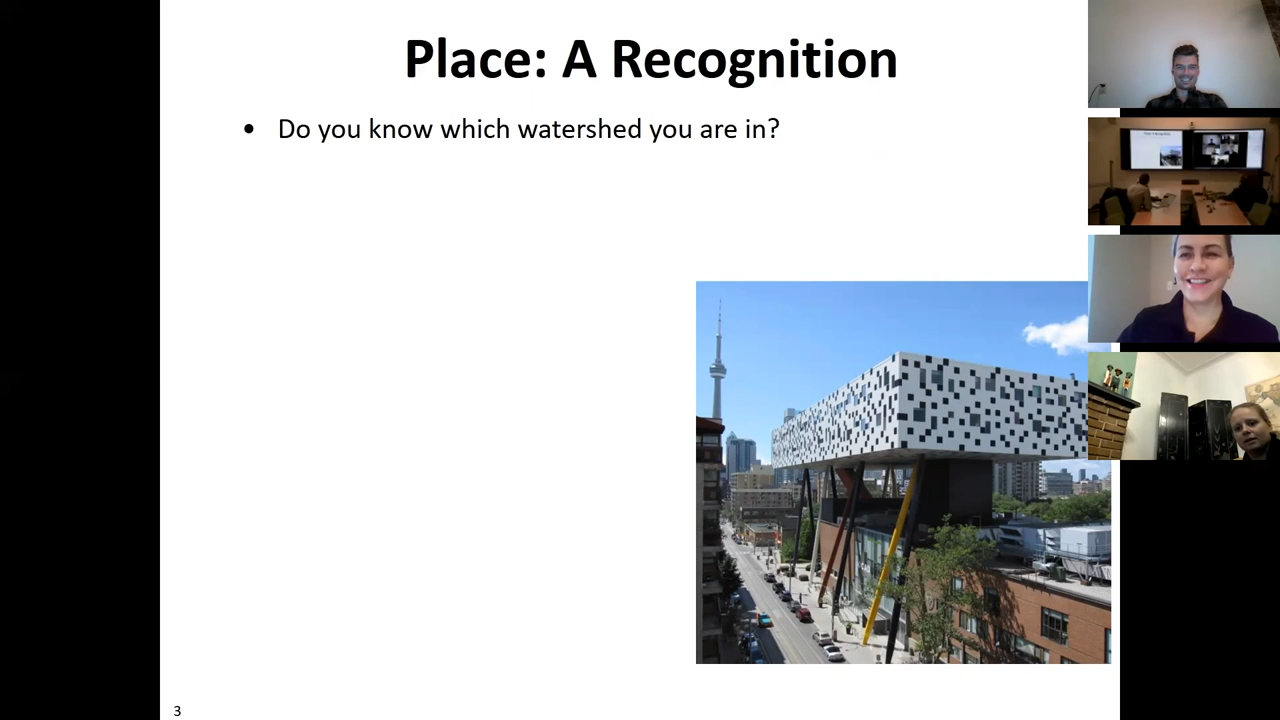 Place: A Recognition
• Do you know which watershed you are in?
3